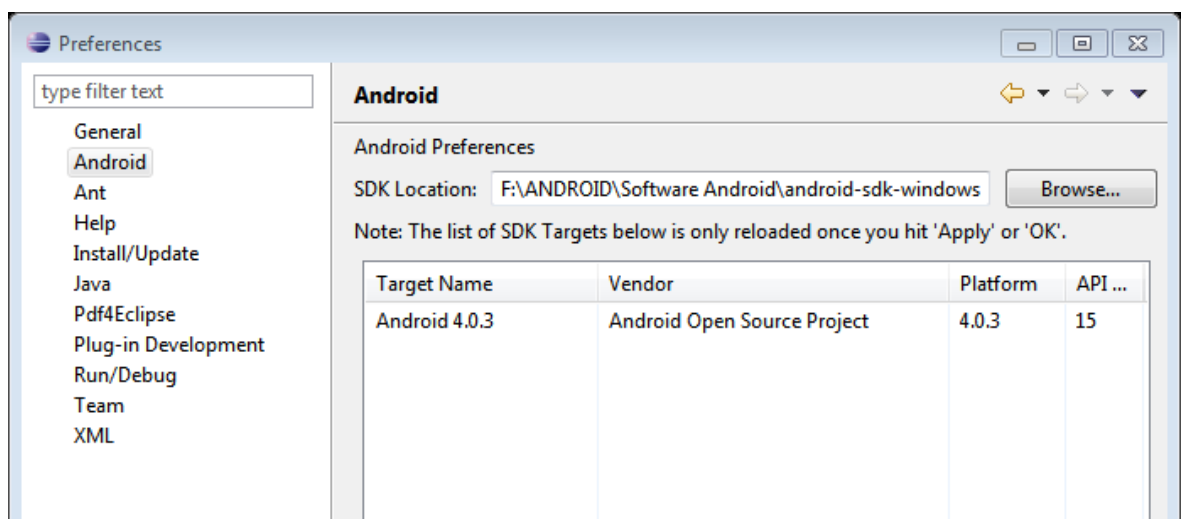 Preferences
type filter text
General
Android
Ant
Help
Install/Update
Java
Pdf4Eclipse
Plug-in Development
Run/Debug
Team
XML
Android
Android Preferences
SDK Location: F:\ANDROID\Software Android\android-sdk-windows Browse...
Note: The list of SDK Targets below is only reloaded once you hit 'Apply' or 'OK'.
Target Name Vendor Platform API ...
Android 4.0.3 Android Open Source Project 4.0.3 15